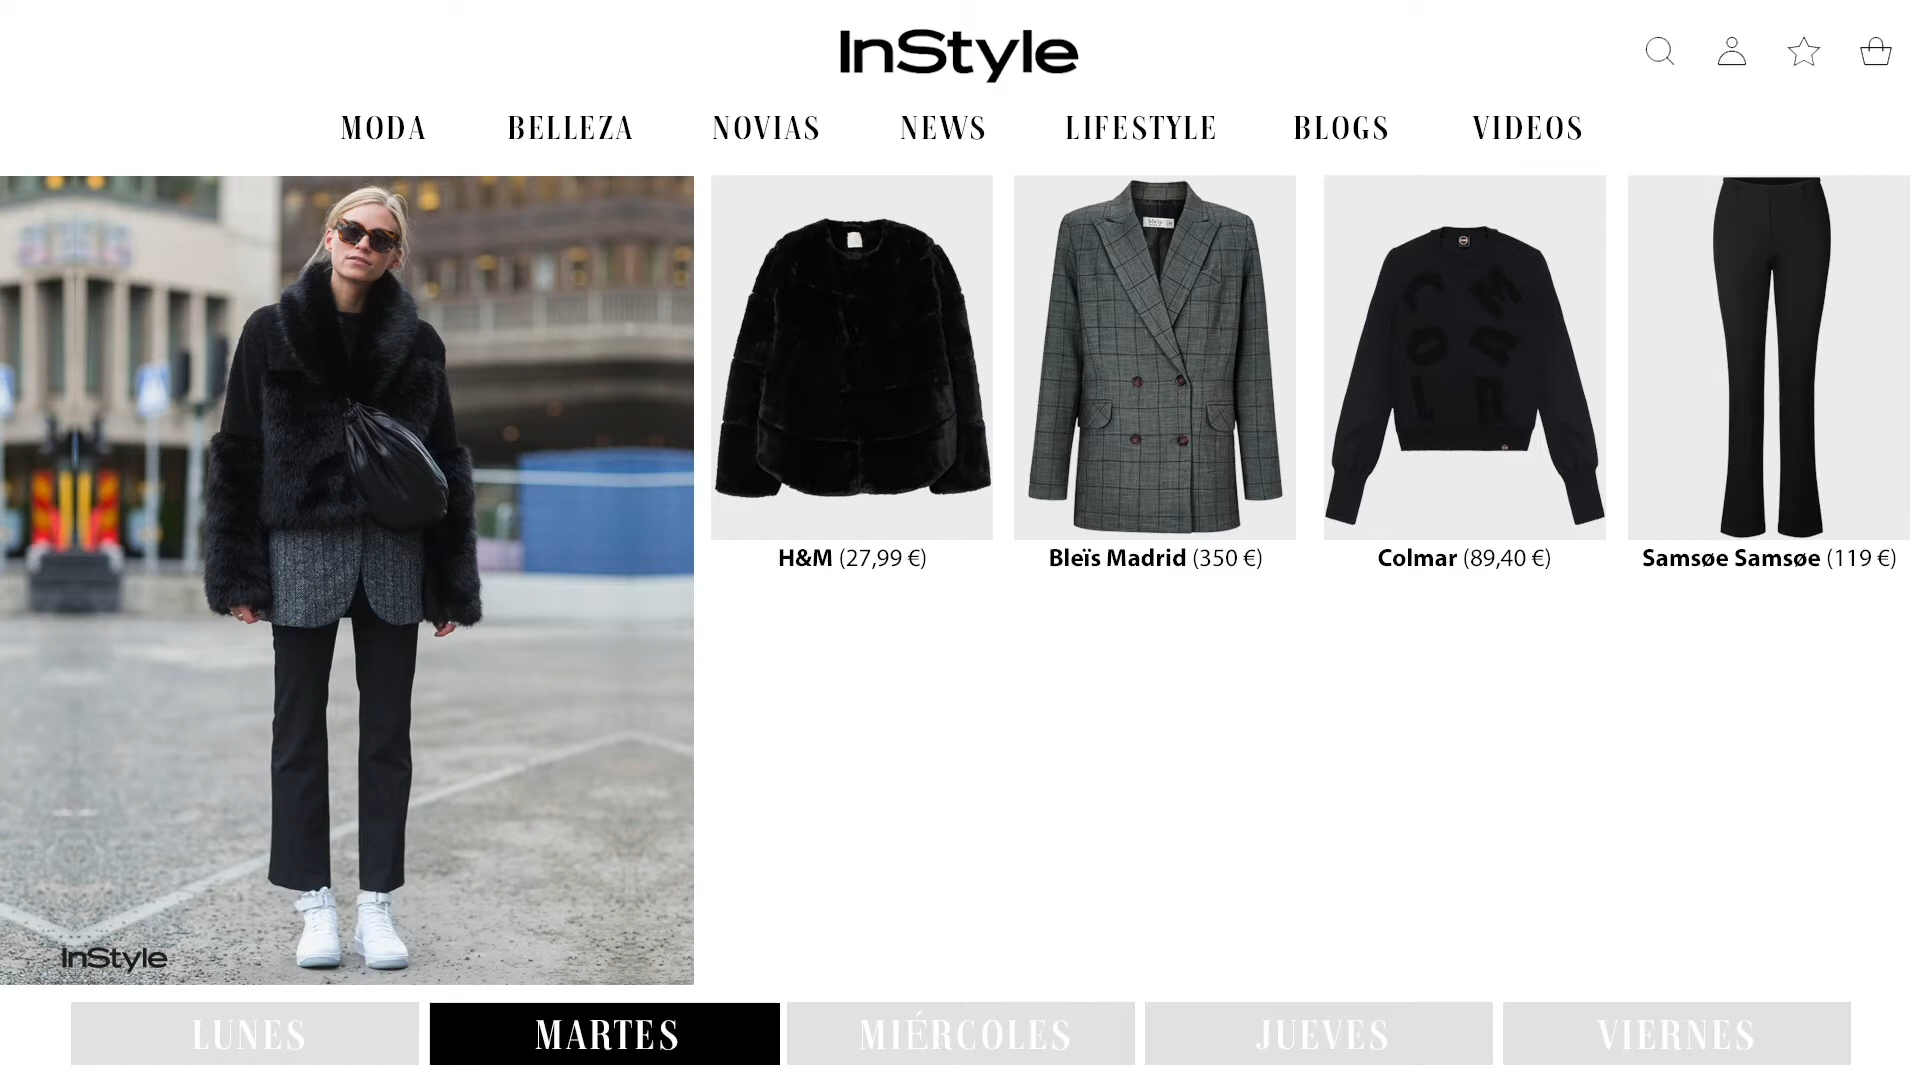 InStyle
MODA
BELLEZA
NOVIAS
NEWS
LIFESTYLE
BLOGS
VIDEOS
H&M (27,99 €)
Bleïs Madrid (350 €)
Colmar (89,40 €)
Samsøe Samsøe (119 €)
InStyle
LUNES
MARTES
MIÉRCOLES
JUEVES
VIERNES